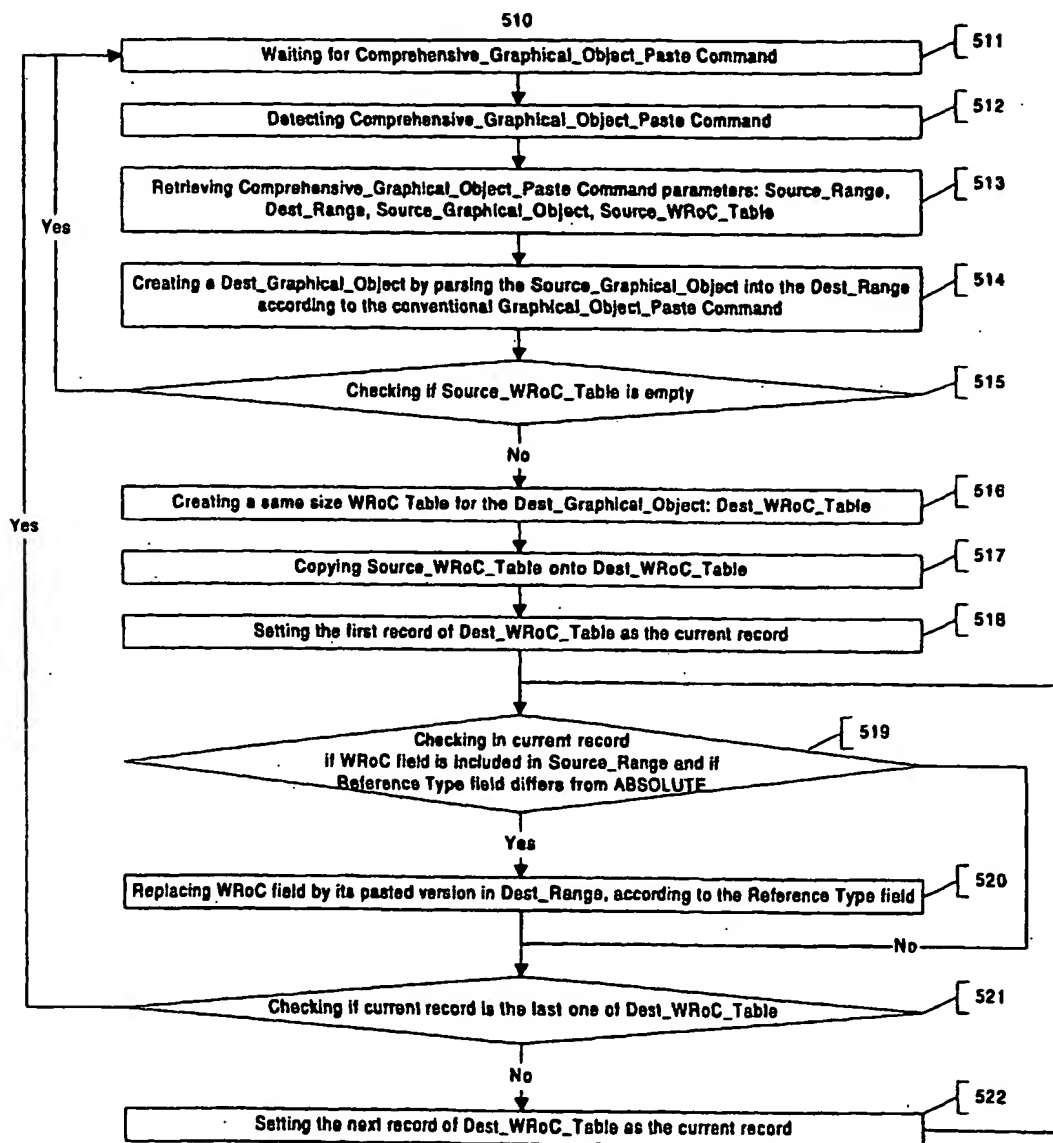 510
Waiting for Comprehensive_Graphical_Object_Paste Command
511
Detecting Comprehensive_Graphical_Object_Paste Command
512
Retrieving Comprehensive_Graphical_Object_Paste Command parameters: Source_Range,
Dest_Range, Source_Graphical_Object, Source_WRoC_Table
513
Yes
Creating a Dest_Graphical_Object by parsing the Source_Graphical_Object into the Dest_Range
according to the conventional Graphical_Object_Paste Command
514
Checking if Source_WRoC_Table is empty
515
No
Creating a same size WRoC Table for the Dest_Graphical_Object: Dest_WRoC_Table
516
Yes
Copying Source_WRoC_Table onto Dest_WRoC_Table
517
Setting the first record of Dest_WRoC_Table as the current record
518
Checking in current record
if WRoC field is included in Source_Range and if
Reference Type field differs from ABSOLUTE
519
Yes
Replacing WRoC field by its pasted version in Dest_Range, according to the Reference Type field
520
No
Checking if current record is the last one of Dest_WRoC_Table
521
No
Setting the next record of Dest_WRoC_Table as the current record
522